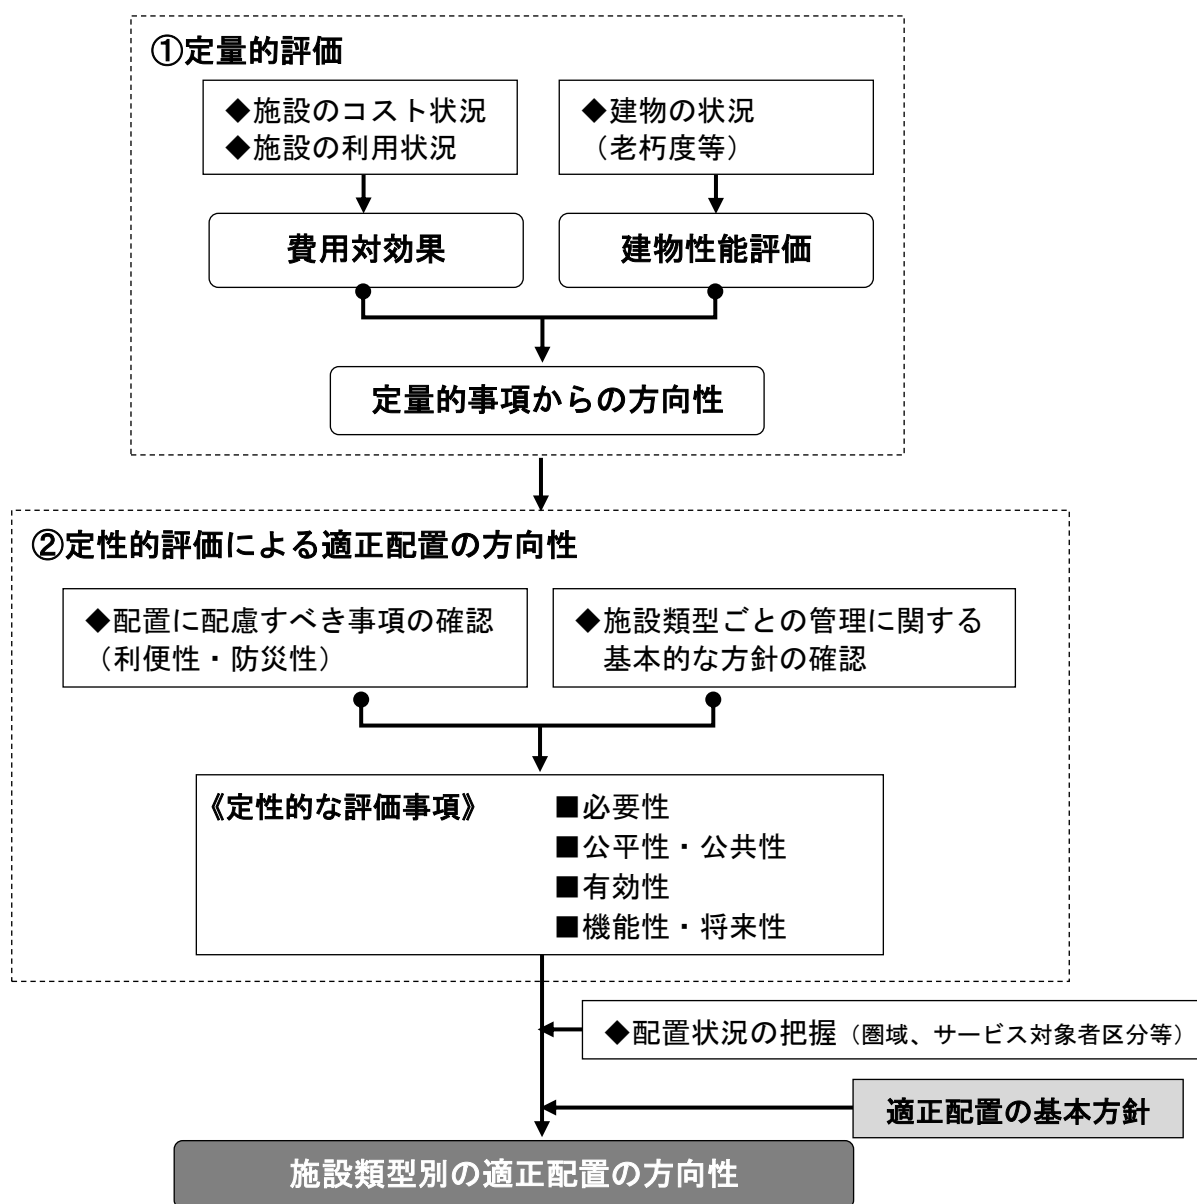 ①定量的評価
◆施設のコスト状況
◆施設の利用状況
◆建物の状況
（老朽度等）
費用対効果
建物性能評価
定量的事項からの方向性
②定性的評価による適正配置の方向性
◆配置に配慮すべき事項の確認
（利便性・防災性）
◆施設類型ごとの管理に関する
基本的な方針の確認
《定性的な評価事項》
■必要性
■公平性・公共性
■有効性
■機能性・将来性
◆配置状況の把握（圏域、サービス対象者区分等）
適正配置の基本方針
施設類型別の適正配置の方向性